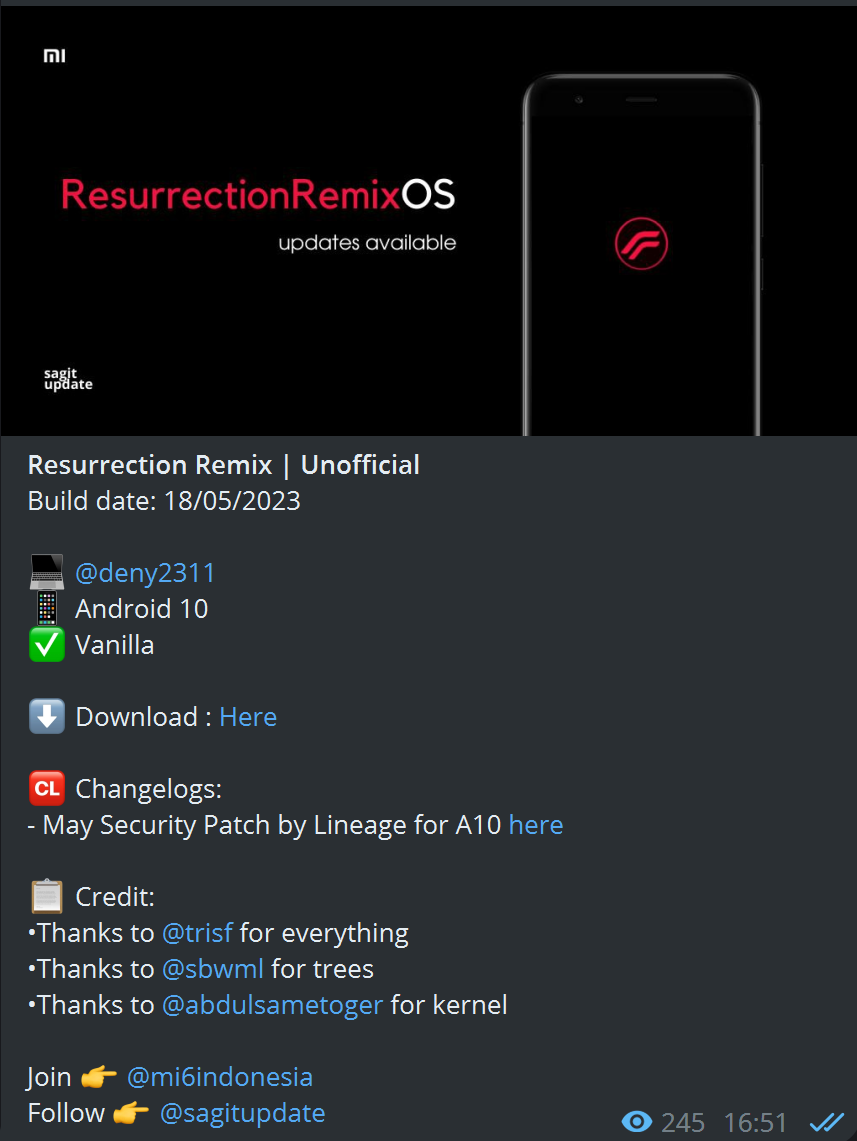 mi
ResurrectionRemixOS
updates available
sagit
update
Resurrection Remix | Unofficial
Build date: 18/05/2023
@deny2311
Android 10
✅ Vanilla
⬇️ Download : Here
CL Changelogs:
- May Security Patch by Lineage for A10 here
📋 Credit:
•Thanks to @trisf for everything
•Thanks to @sbwml for trees
•Thanks to @abdulsametoger for kernel
Join 👉 @mi6indonesia
Follow 👉 @sagitupdate
245 16:51